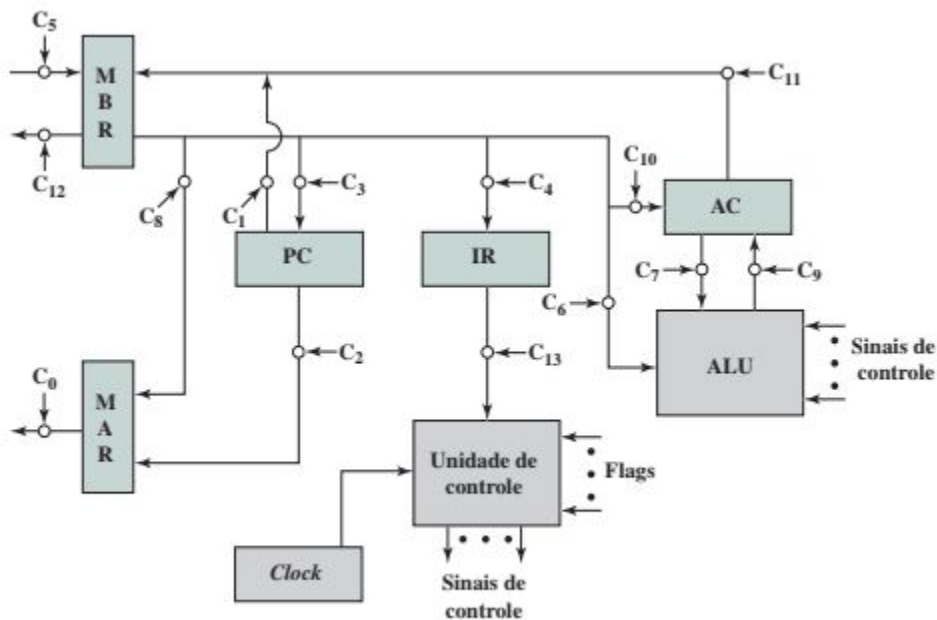 C5
M
B
R
C11
C12
C10
C8
C1
C3
C4
AC
PC
IR
C7
C9
C6
C2
C13
ALU
Sinais de
controle
C0
M
A
R
Unidade de
controle
Flags
Clock
Sinais de
controle